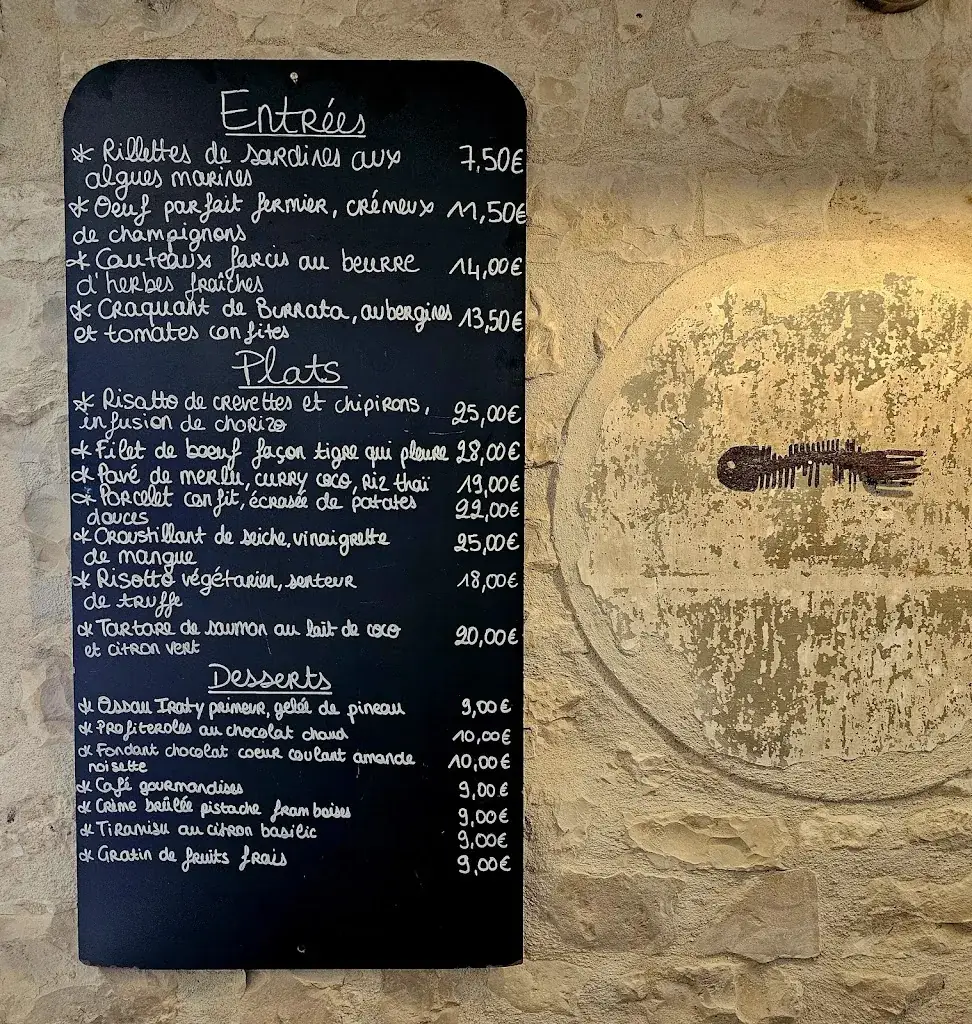 Entrées
* Rillettes de sardines aux 7,50€
algues marines
* Oeuf parfait fermier, crémeux 11,50€
de champignons
* Couteaux farcis au beurre 14,00€
d'herbes fraîches
* Craquant de Burrata, aubergines 13,50€
et tomates confites
Plats
* Risotto de crevettes et chipirons, 25,00€
infusion de chorizo
* Filet de boeuf façon tigre qui pleure 28,00€
* Pavé de merlu, curry coco, riz thaï 19,00€
* Porcelet confit, écrasée de patates 22,00€
douces
* Croustillant de seiche, vinaigrette 25,00€
de mangue
* Risotto végétarien, senteur 18,00€
de truffe
* Tartare de saumon au lait de coco 20,00€
et citron vert
Desserts
* Ossau Iraty primeur, gelée de pineau 9,00€
* Profiteroles au chocolat chaud 10,00€
* Fondant chocolat coeur coulant amande 10,00€
noisette
* Café gourmandises 9,00€
* Crème brûlée pistache framboises 9,00€
* Tiramisu au citron basilic 9,00€
* Gratin de fruits frais 9,00€